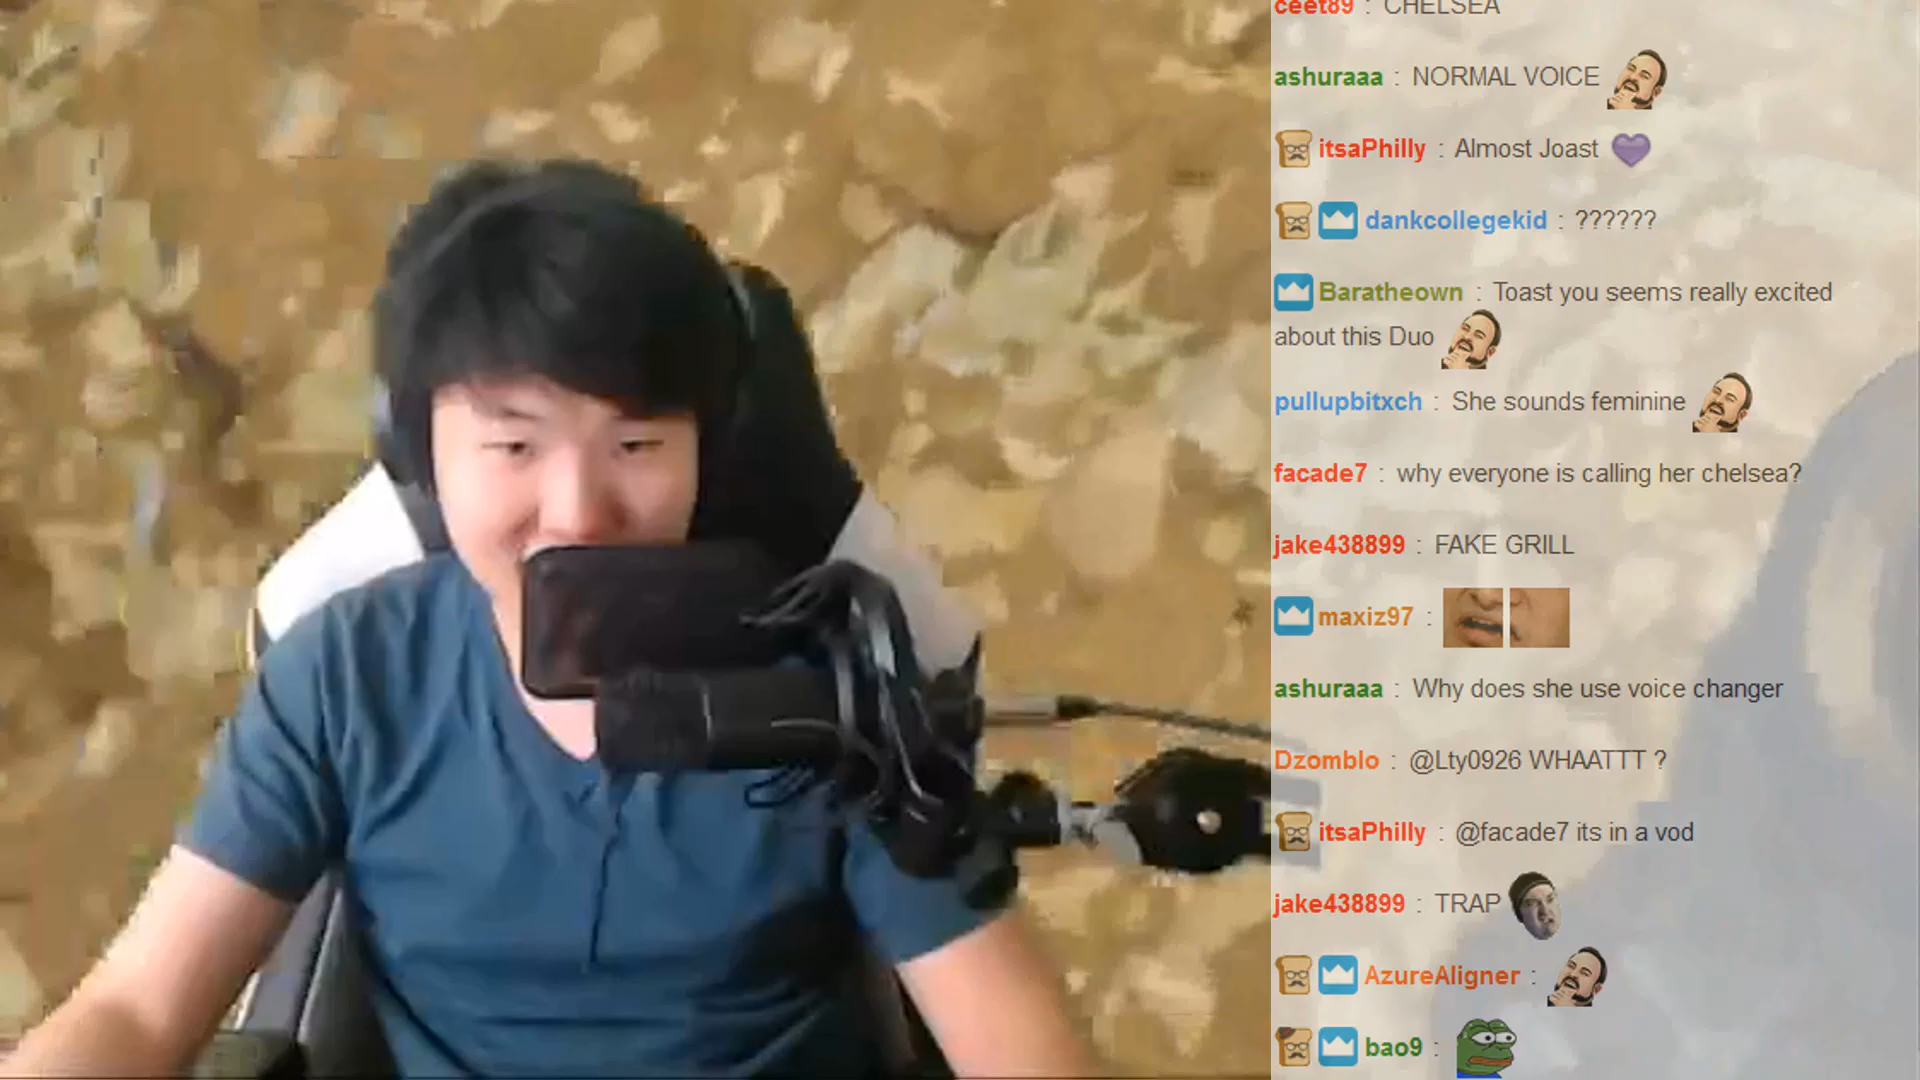 ceet89 : CHELSEA
ashuraaa : NORMAL VOICE
itsaPhilly : Almost Joast
dankcollegekid : ??????
Baratheown : Toast you seems really excited
about this Duo
pullupbitxch : She sounds feminine
facade7 : why everyone is calling her chelsea?
jake438899 : FAKE GRILL
maxiz97 :
ashuraaa : Why does she use voice changer
Dzomblo : @Lty0926 WHAATTT ?
itsaPhilly : @facade7 its in a vod
jake438899 : TRAP
AzureAligner :
bao9 :